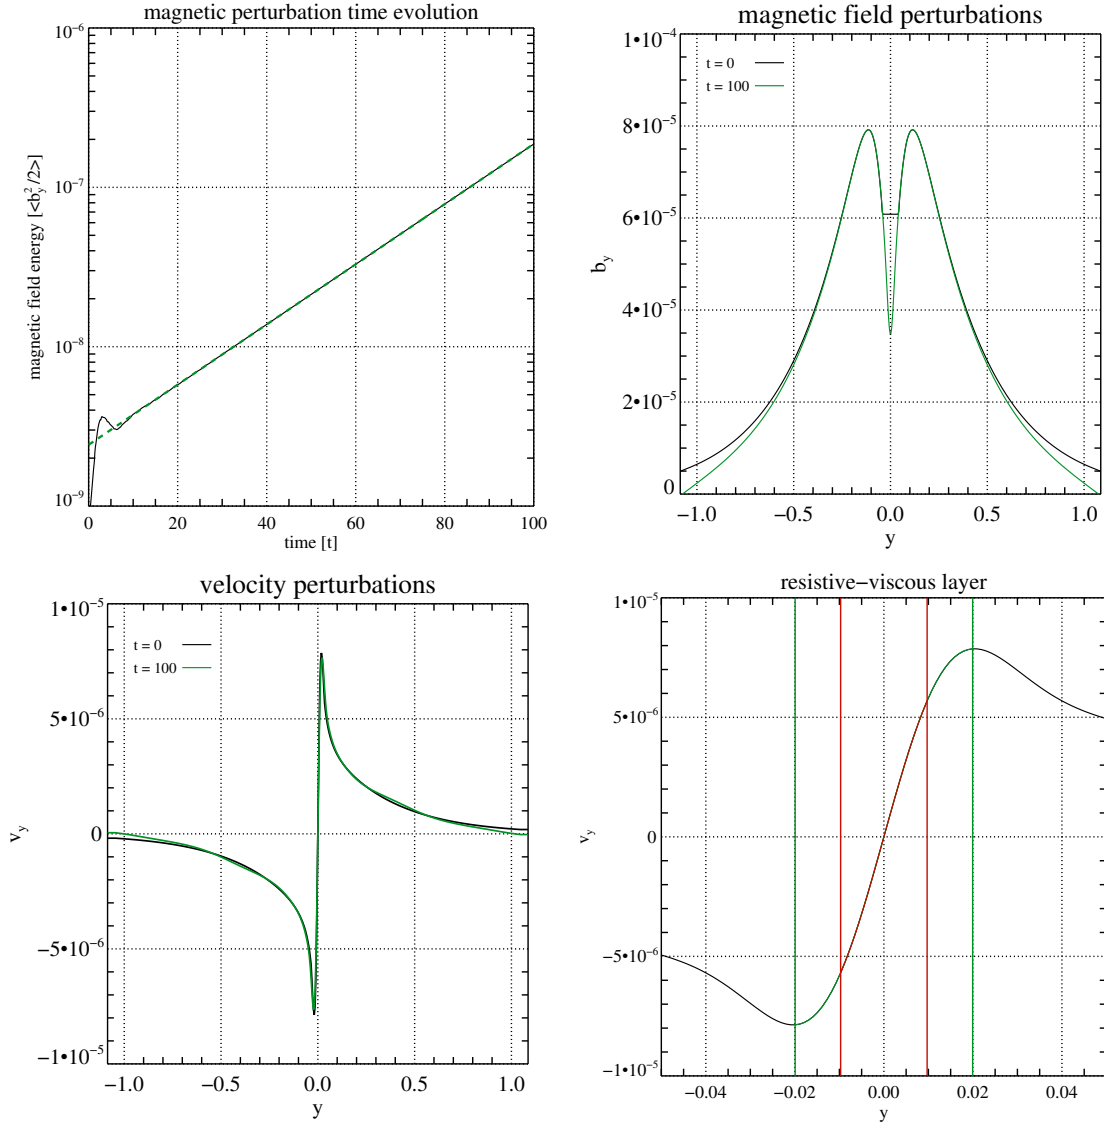 magnetic perturbation time evolution
10⁻⁶
10⁻⁷
10⁻⁸
10⁻⁹
magnetic field energy [<b_y²/2>]
0 20 40 60 80 100
time [t]
magnetic field perturbations
1•10⁻⁴
8•10⁻⁵
6•10⁻⁵
4•10⁻⁵
2•10⁻⁵
0
b_y
t = 0
t = 100
−1.0 −0.5 0.0 0.5 1.0
y
velocity perturbations
1•10⁻⁵
5•10⁻⁶
0
−5•10⁻⁶
−1•10⁻⁵
v_y
t = 0
t = 100
−1.0 −0.5 0.0 0.5 1.0
y
resistive−viscous layer
1•10⁻⁵
5•10⁻⁶
0
−5•10⁻⁶
−1•10⁻⁵
v_y
−0.04 −0.02 0.00 0.02 0.04
y